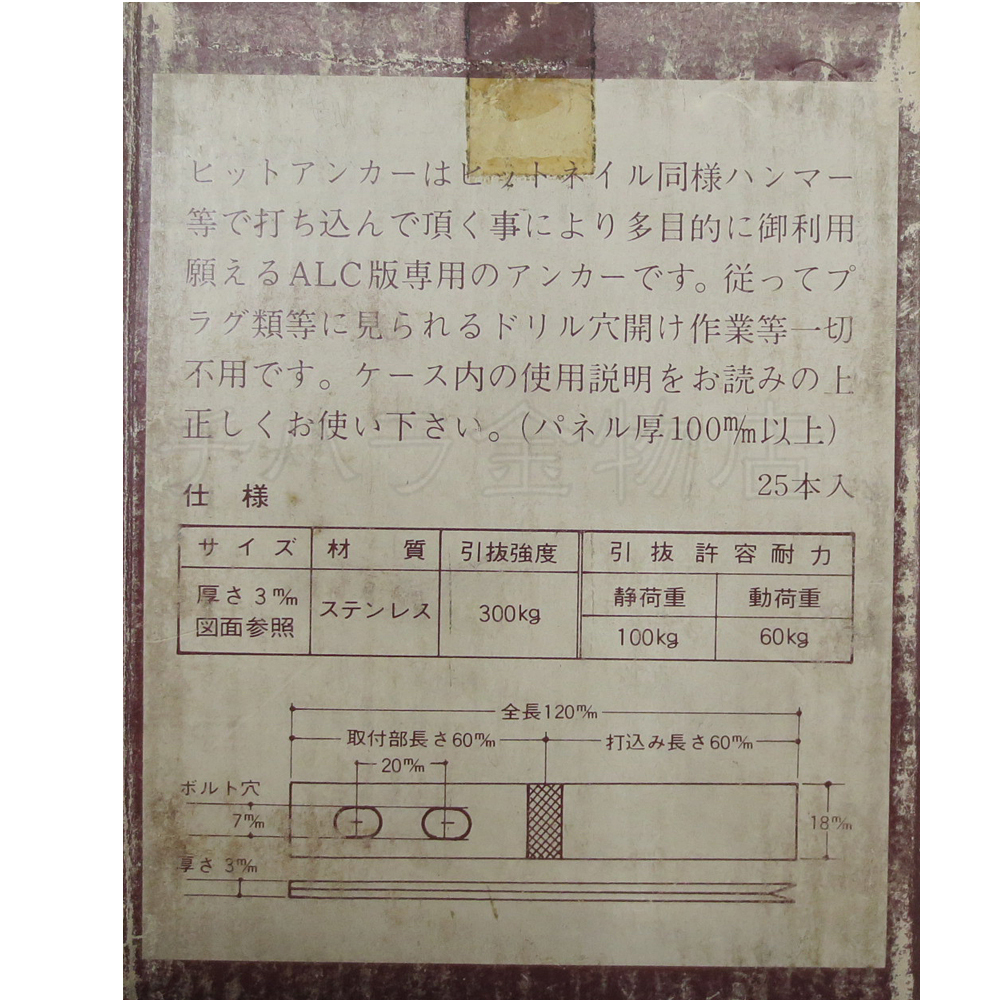 ヒットアンカーはヒットネイル同様ハンマー
等で打ち込んで頂く事により多目的に御利用
願えるALC版専用のアンカーです。従ってプ
ラグ類等に見られるドリル穴開け作業等一切
不用です。ケース内の使用説明をお読みの上
正しくお使い下さい。(パネル厚100m/m以上)
25本入
仕様
サイズ 材質 引抜強度 引抜許容耐力
厚さ3m/m 図面参照 ステンレス 300kg 静荷重 動荷重
100kg 60kg
全長120m/m
取付部長さ60m/m 打込み長さ60m/m
20m/m
ボルト穴
7m/m
18m/m
厚さ 3m/m
ハラ金物店